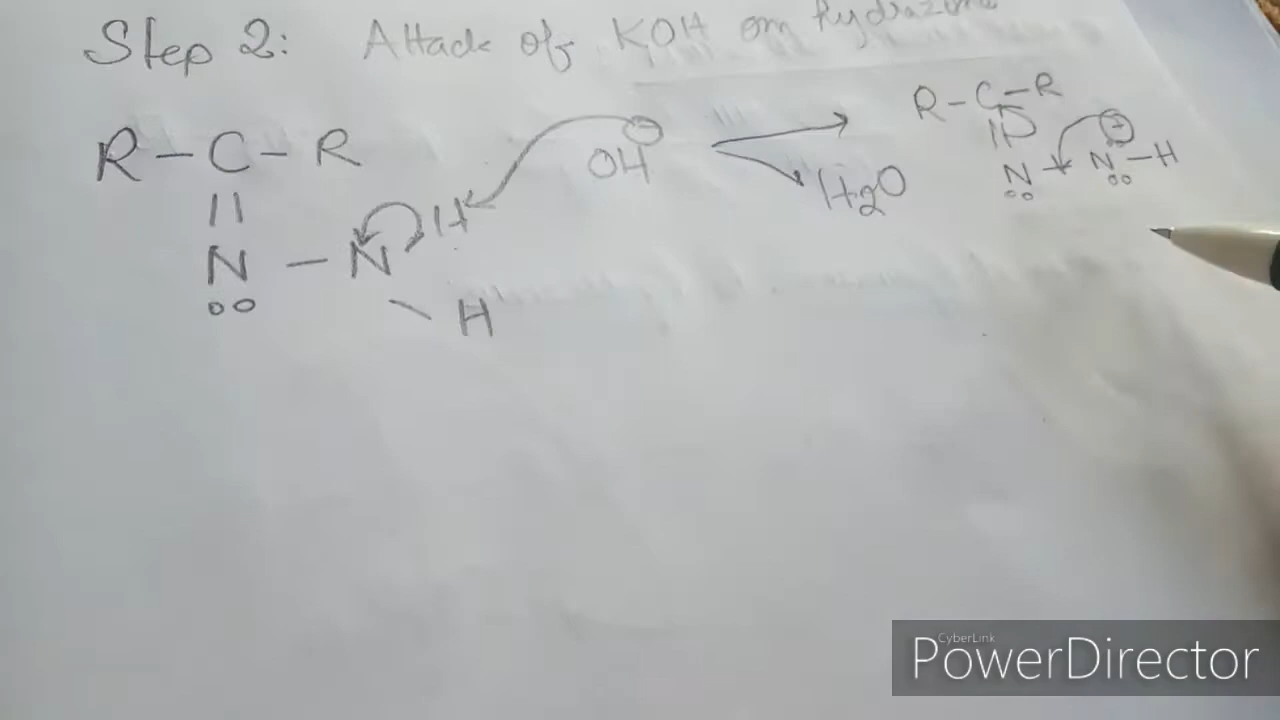 Step 2: Attack of KOH on hydrazone
R-C-R
||
N-N
H
H
⊖
OH
H2O
R-C-R
||
N
⊖
N-H
CyberLink
PowerDirector